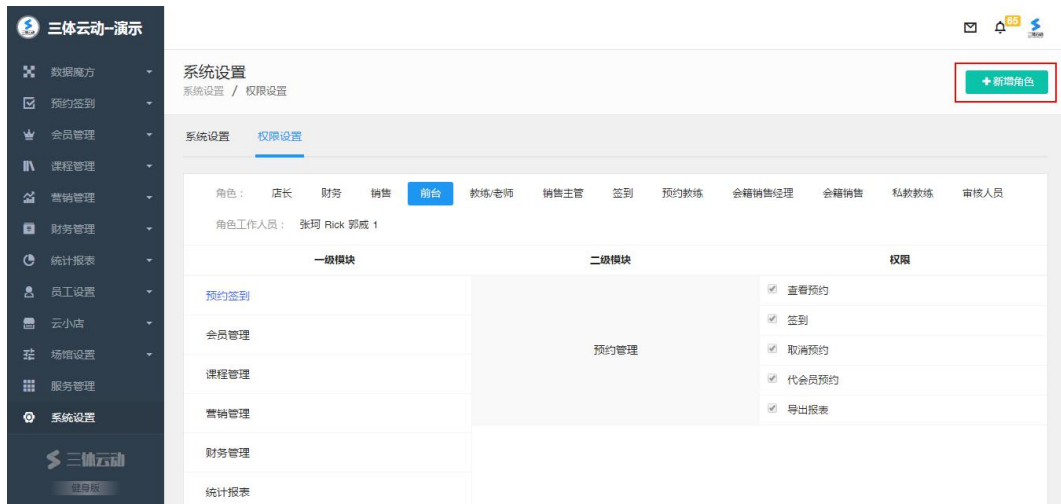 三体云动--演示
65
数据魔方
预约签到
会员管理
课程管理
营销管理
财务管理
统计报表
员工设置
云小店
场馆设置
服务管理
系统设置
三体云动
健身版
系统设置
系统设置 / 权限设置
+新增角色
系统设置 权限设置
角色： 店长 财务 销售 前台 教练/老师 销售主管 签到 预约教练 会籍销售经理 会籍销售 私教教练 审核人员
角色工作人员： 张珂 Rick 郭威 1
一级模块 二级模块 权限
预约签到
会员管理
课程管理
营销管理
财务管理
统计报表
预约管理
查看预约
签到
取消预约
代会员预约
导出报表